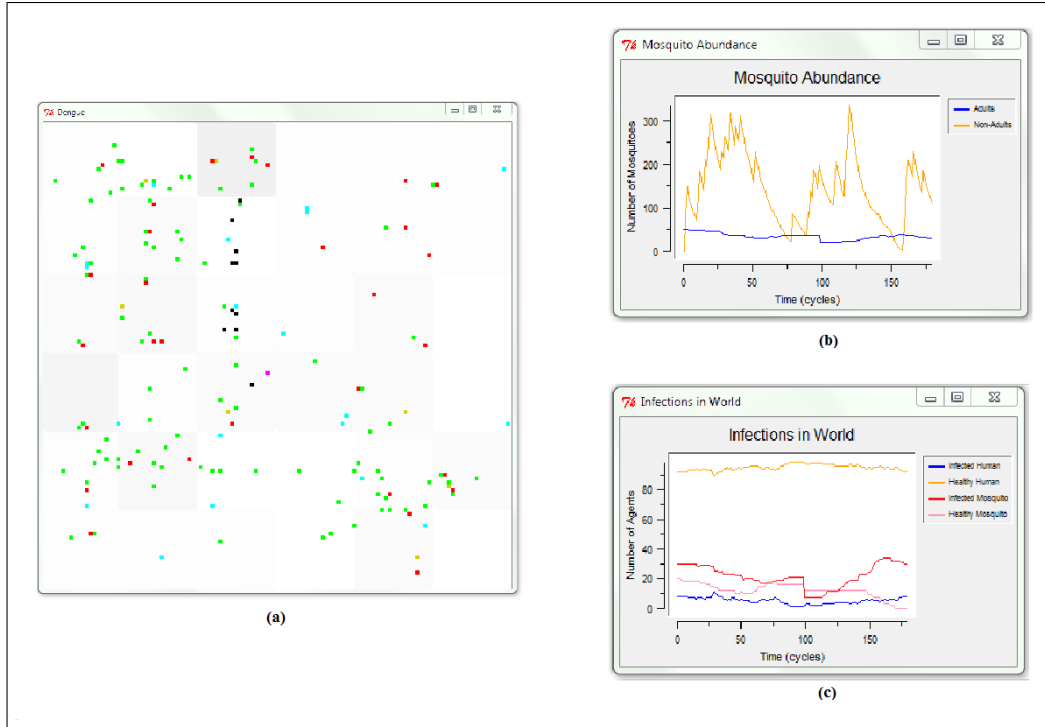 Dengue
(a)
Mosquito Abundance
Mosquito Abundance
Number of Mosquitoes
300
200
100
0
0
50
100
150
Time (cycles)
Adults
Non-Adults
(b)
Infections in World
Infections in World
Number of Agents
80
60
40
20
0
0
50
100
150
Time (cycles)
Infected Human
Healthy Human
Infected Mosquito
Healthy Mosquito
(c)